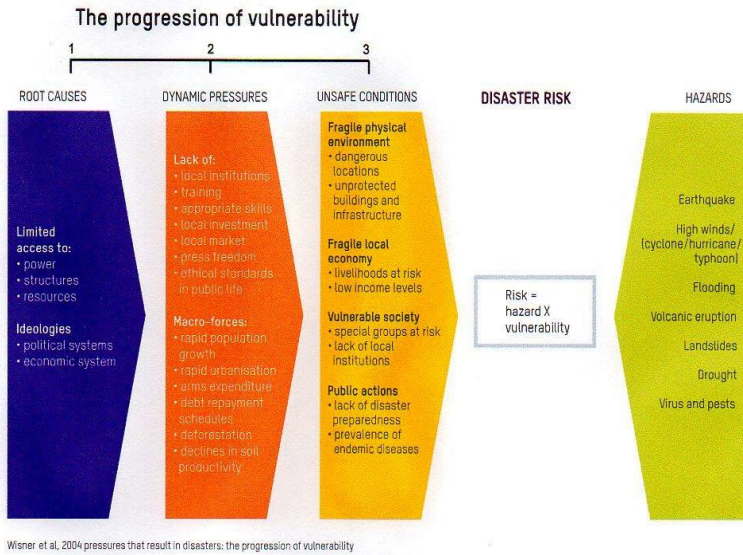 The progression of vulnerability
1
2
3
ROOT CAUSES
DYNAMIC PRESSURES
UNSAFE CONDITIONS
DISASTER RISK
HAZARDS
Limited
access to:
• power
• structures
• resources
Ideologies
• political systems
• economic system
Lack of:
• local institutions
• training
• appropriate skills
• local investment
• local market
• press freedom
• ethical standards
in public life
Macro-forces:
• rapid population
growth
• rapid urbanisation
• arms expenditure
• debt repayment
schedules
• deforestation
• declines in soil
productivity
Fragile physical
environment
• dangerous
locations
• unprotected
buildings and
infrastructure
Fragile local
economy
• livelihoods at risk
• low income levels
Vulnerable society
• special groups at risk
• lack of local
institutions
Public actions
• lack of disaster
preparedness
• prevalence of
endemic diseases
Risk =
hazard X
vulnerability
Earthquake
High winds/
(cyclone/hurricane/
typhoon)
Flooding
Volcanic eruption
Landslides
Drought
Virus and pests
Wisner et al, 2004 pressures that result in disasters: the progression of vulnerability